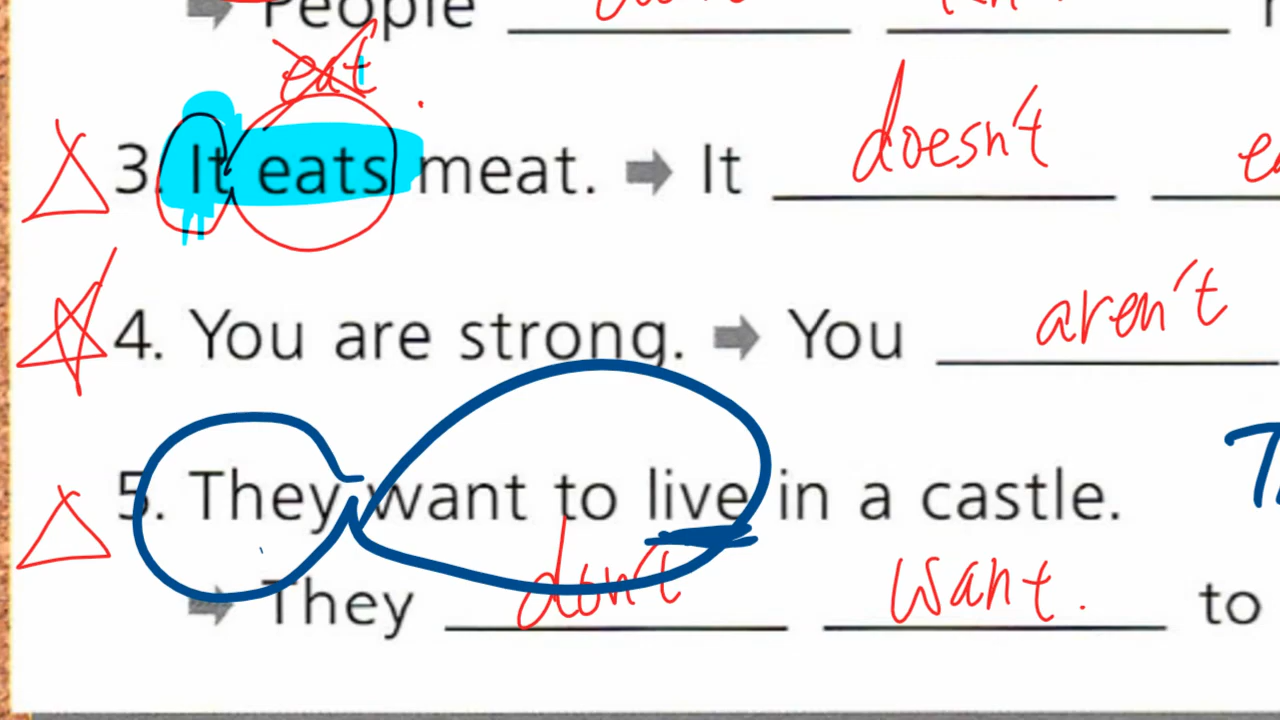 ➡ People
eat
3. It eats meat. ➡ It doesn't
4. You are strong. ➡ You aren't
5. They want to live in a castle.
➡ They don't want. to